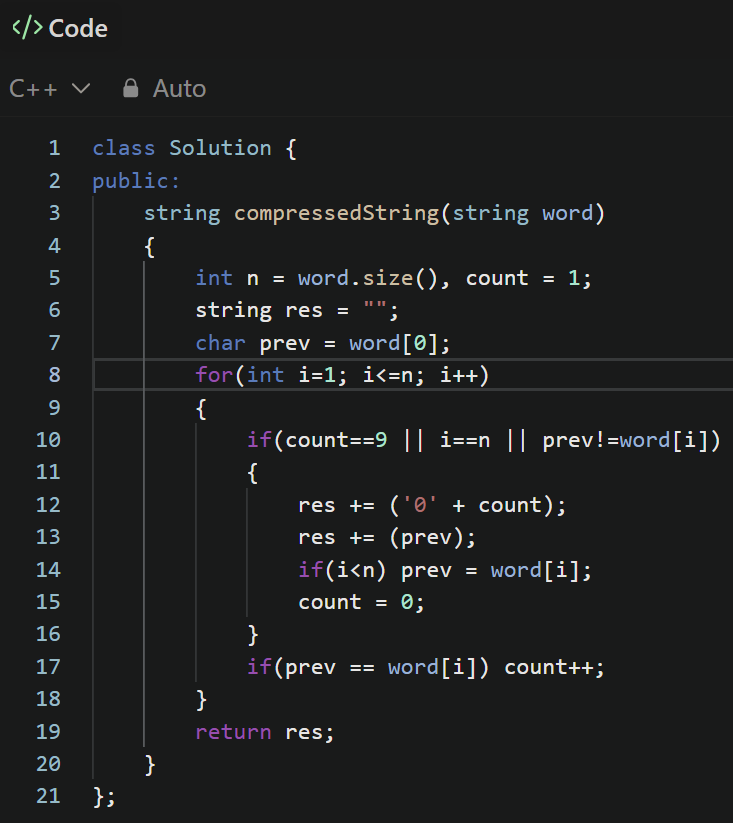 </> Code
C++ Auto
1 class Solution {
2 public:
3     string compressedString(string word)
4     {
5         int n = word.size(), count = 1;
6         string res = "";
7         char prev = word[0];
8         for(int i=1; i<=n; i++)
9         {
10             if(count==9 || i==n || prev!=word[i])
11             {
12                 res += ('0' + count);
13                 res += (prev);
14                 if(i<n) prev = word[i];
15                 count = 0;
16             }
17             if(prev == word[i]) count++;
18         }
19         return res;
20     }
21 };